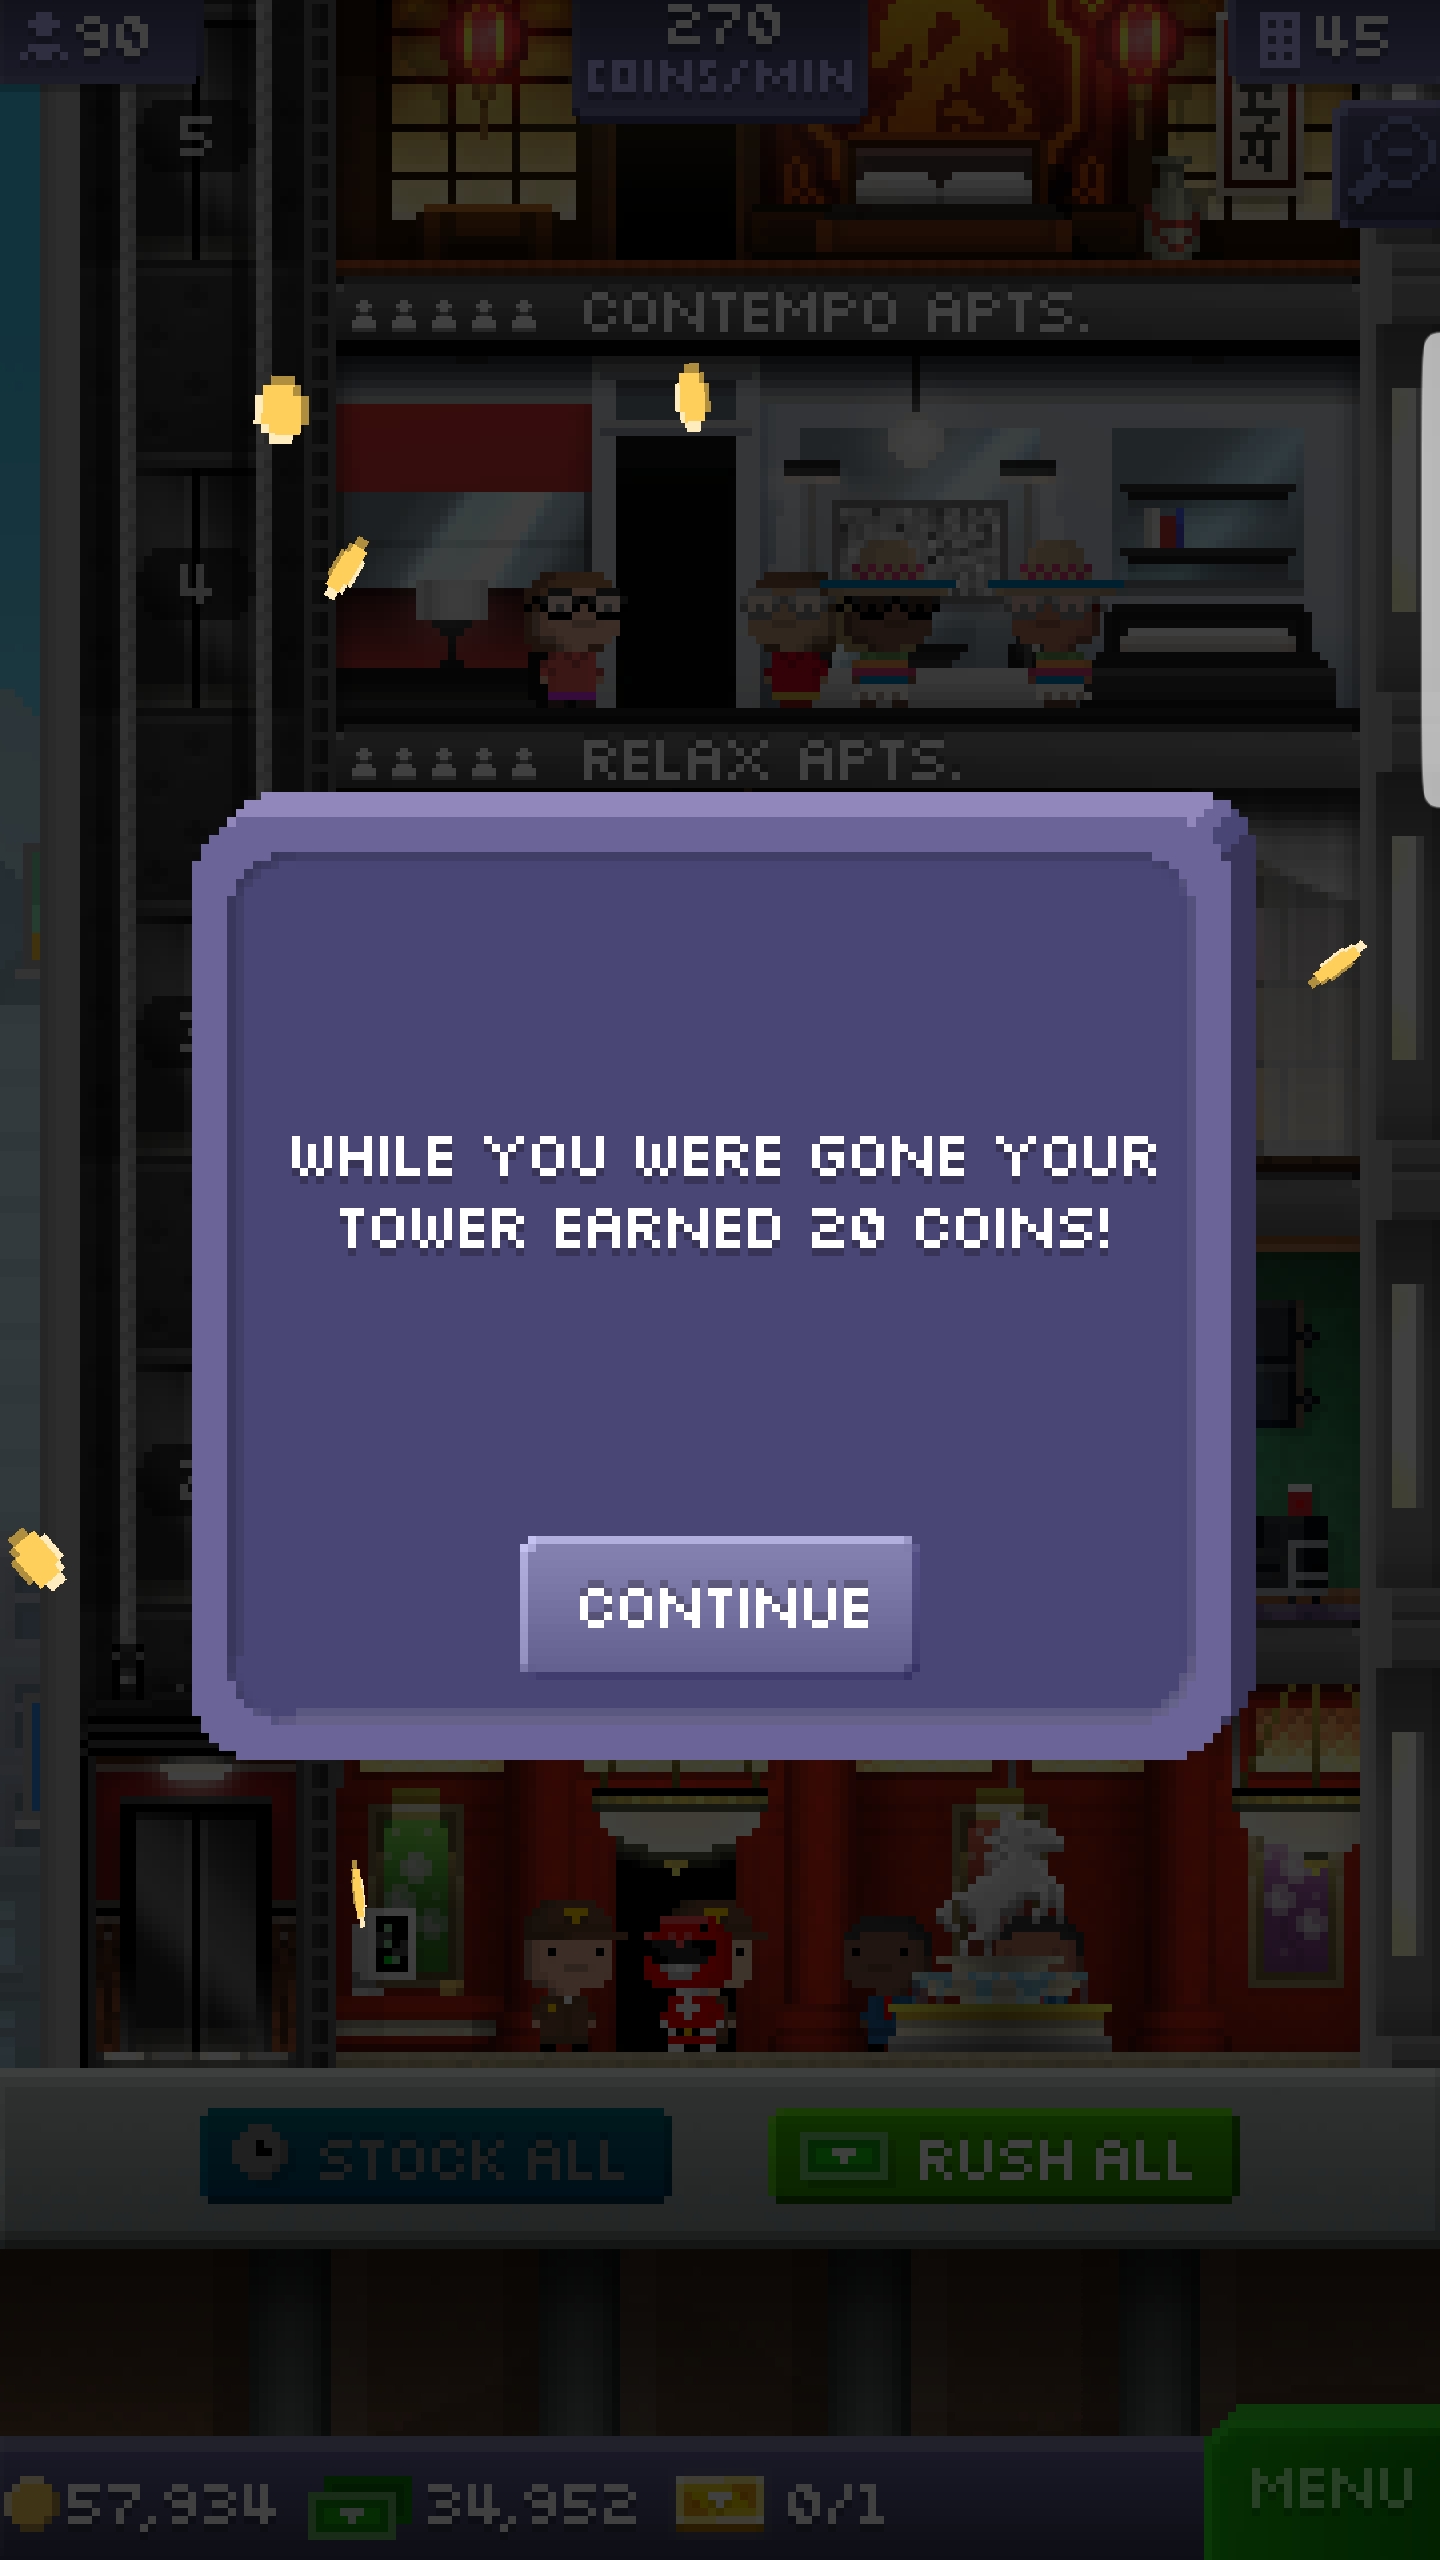 90
270
COINS/MIN
45
5
CONTEMPO APTS.
4
RELAX APTS.
WHILE YOU WERE GONE YOUR
TOWER EARNED 20 COINS!
CONTINUE
STOCK ALL
RUSH ALL
57,934
34,952
0/1
MENU